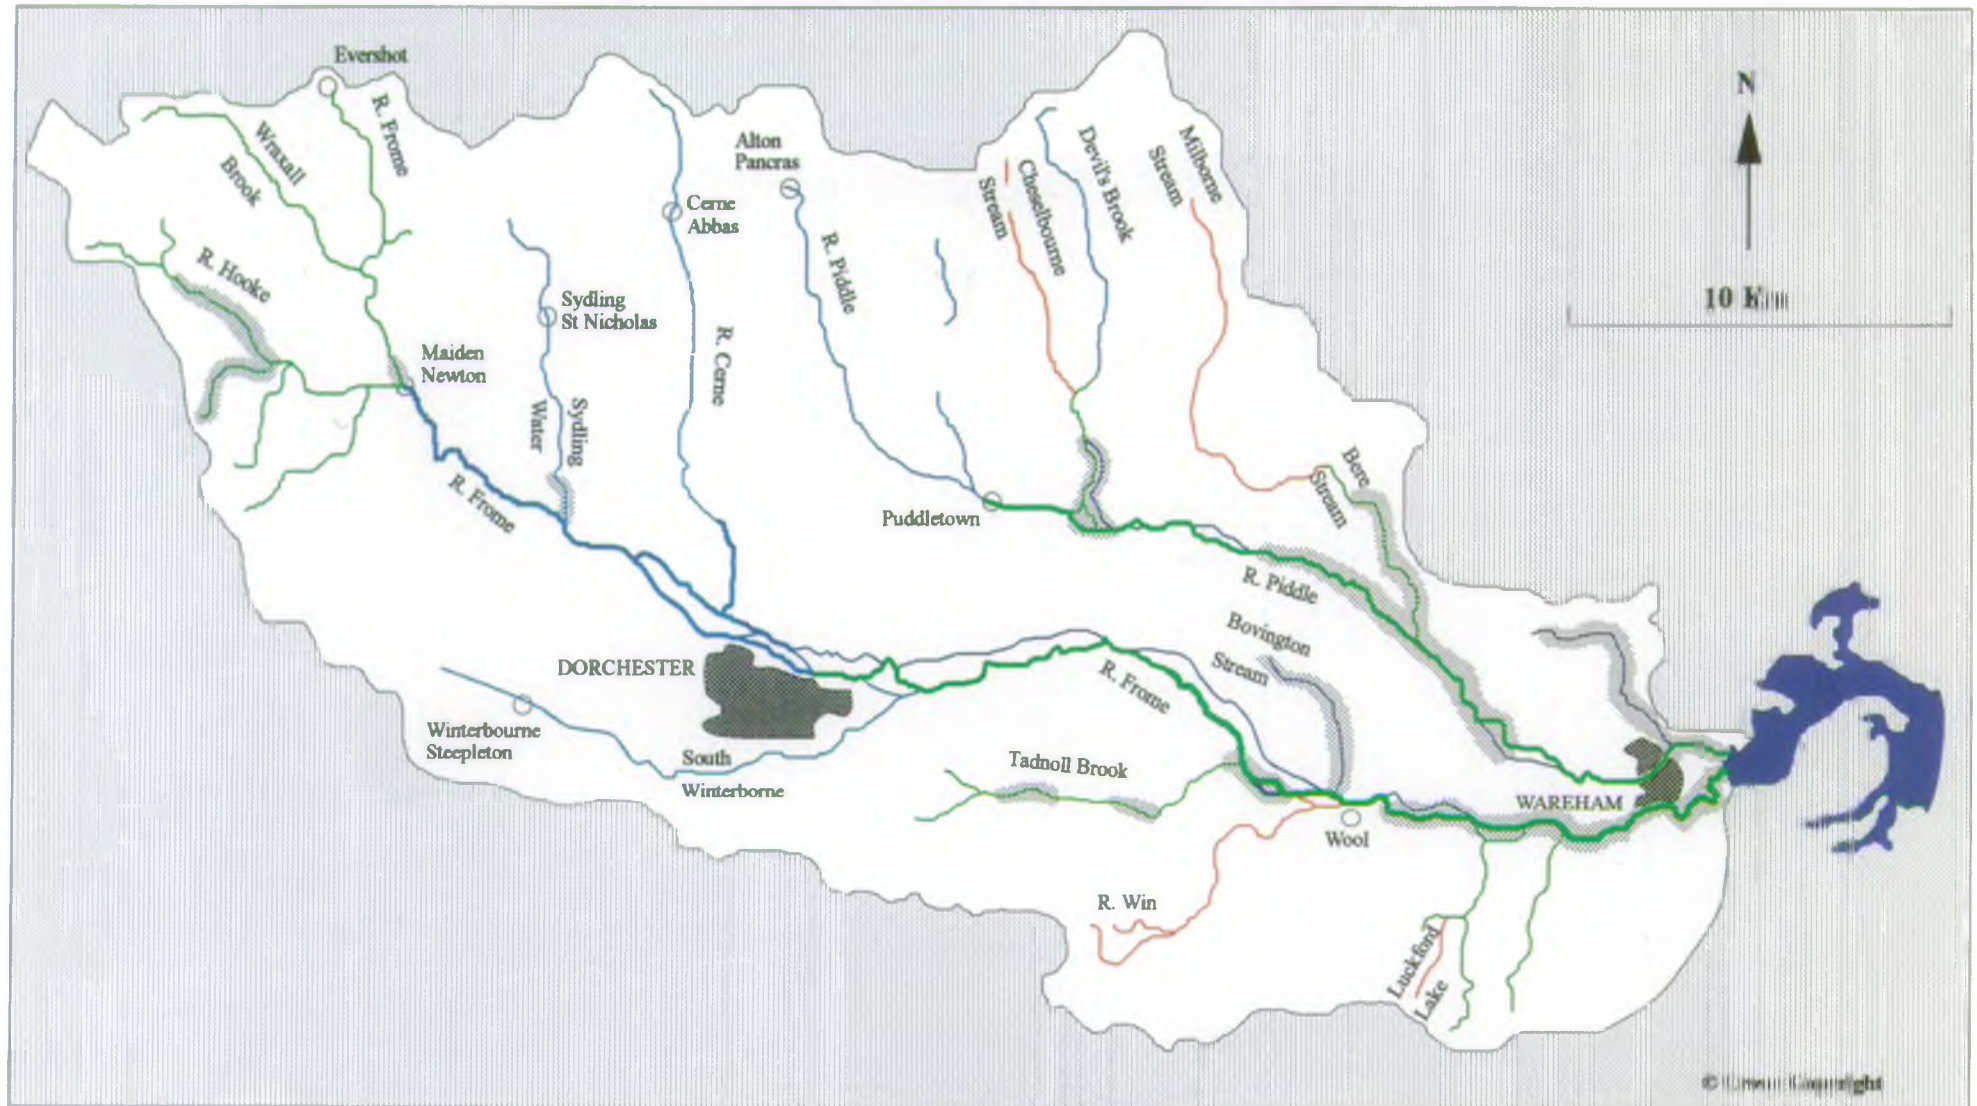 Evershot
R. Frome
Wraxall
Brook
R. Hooke
Maiden
Newton
Sydling
St Nicholas
Sydling
Water
Cerne
Abbas
R. Cerne
Alton
Pancras
R. Piddle
Cheselbourne
Stream
Devil's Brook
Milborne
Stream
N
10 Km
R. Frome
Puddletown
Bere
Stream
R. Piddle
Bovington
Stream
DORCHESTER
R. Frome
Winterbourne
Steepleton
South
Winterborne
Tadnoll Brook
WAREHAM
Wool
R. Win
Luckford
Lake
© Crown Copyright